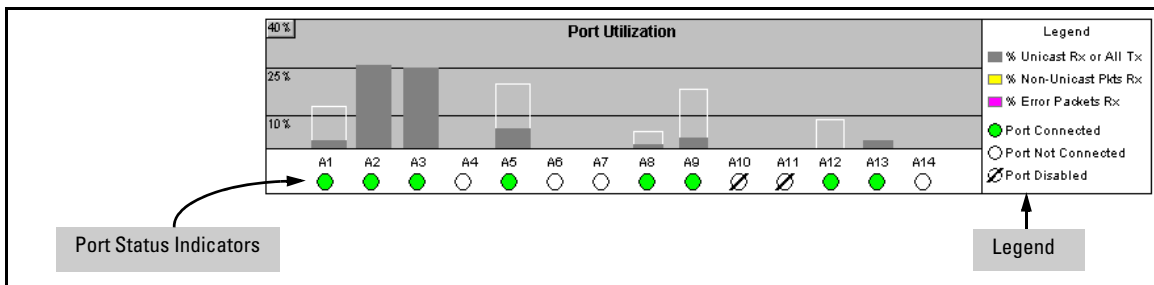 40 %
Port Utilization
25 %
10 %
A1 A2 A3 A4 A5 A6 A7 A8 A9 A10 A11 A12 A13 A14
Legend
% Unicast Rx or All Tx
% Non-Unicast Pkts Rx
% Error Packets Rx
Port Connected
Port Not Connected
Port Disabled
Port Status Indicators
Legend